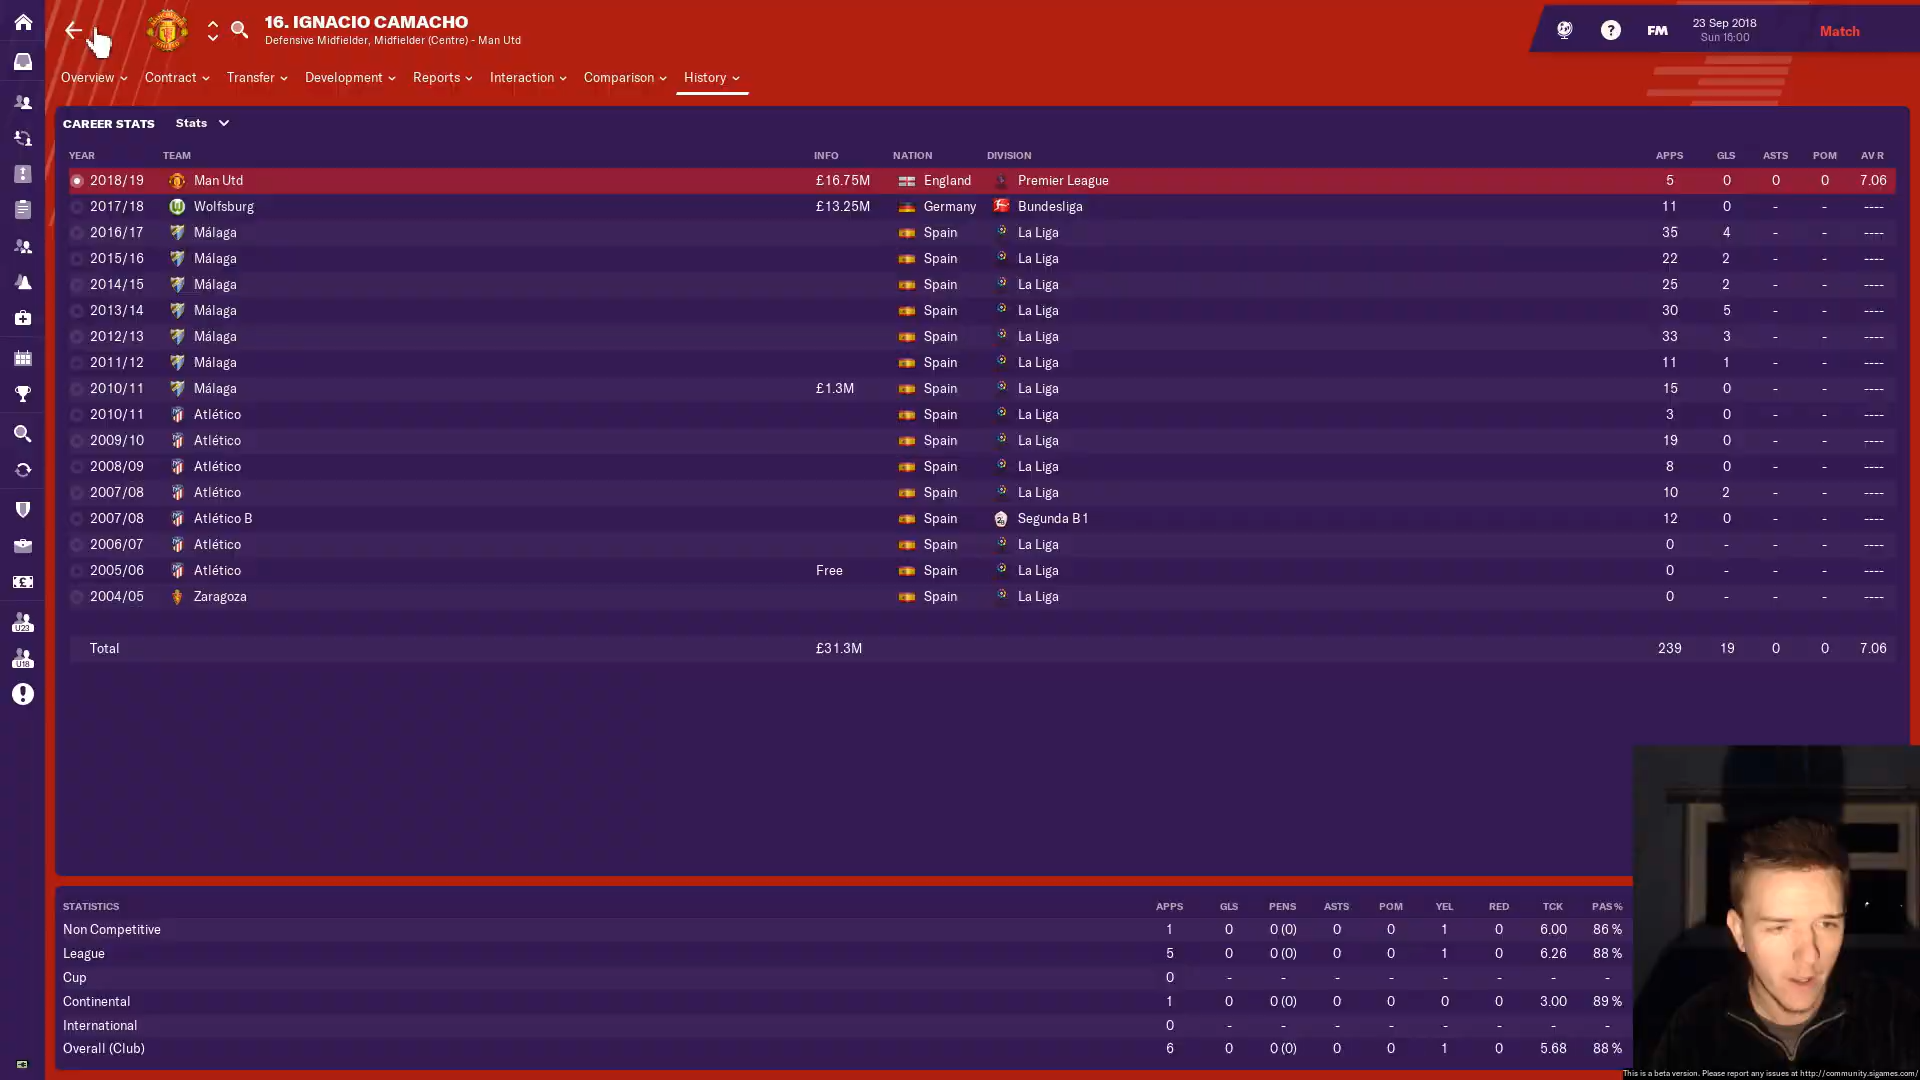 16. IGNACIO CAMACHO
Defensive Midfielder, Midfielder (Centre) - Man Utd
FM
23 Sep 2018
Sun 16:00
Match
Overview Contract Transfer Development Reports Interaction Comparison History
CAREER STATS Stats
YEAR TEAM INFO NATION DIVISION APPS GLS ASTS POM AV R
2018/19 Man Utd £16.75M England Premier League 5 0 0 0 7.06
2017/18 Wolfsburg £13.25M Germany Bundesliga 11 0 - - ----
2016/17 Málaga Spain La Liga 35 4 - - ----
2015/16 Málaga Spain La Liga 22 2 - - ----
2014/15 Málaga Spain La Liga 25 2 - - ----
2013/14 Málaga Spain La Liga 30 5 - - ----
2012/13 Málaga Spain La Liga 33 3 - - ----
2011/12 Málaga Spain La Liga 11 1 - - ----
2010/11 Málaga £1.3M Spain La Liga 15 0 - - ----
2010/11 Atlético Spain La Liga 3 0 - - ----
2009/10 Atlético Spain La Liga 19 0 - - ----
2008/09 Atlético Spain La Liga 8 0 - - ----
2007/08 Atlético Spain La Liga 10 2 - - ----
2007/08 Atlético B Spain Segunda B1 12 0 - - ----
2006/07 Atlético Spain La Liga 0 - - - ----
2005/06 Atlético Free Spain La Liga 0 - - - ----
2004/05 Zaragoza Spain La Liga 0 - - - ----
Total £31.3M 239 19 0 0 7.06
U23
U18
STATISTICS APPS GLS PENS ASTS POM YEL RED TCK PAS %
Non Competitive 1 0 0 (0) 0 0 1 0 6.00 86 %
League 5 0 0 (0) 0 0 1 0 6.26 88 %
Cup 0 - - - - - - - -
Continental 1 0 0 (0) 0 0 0 0 3.00 89 %
International 0 - - - - - - - -
Overall (Club) 6 0 0 (0) 0 0 1 0 5.68 88 %
This is a beta version. Please report any issues at http://community.sigames.com/